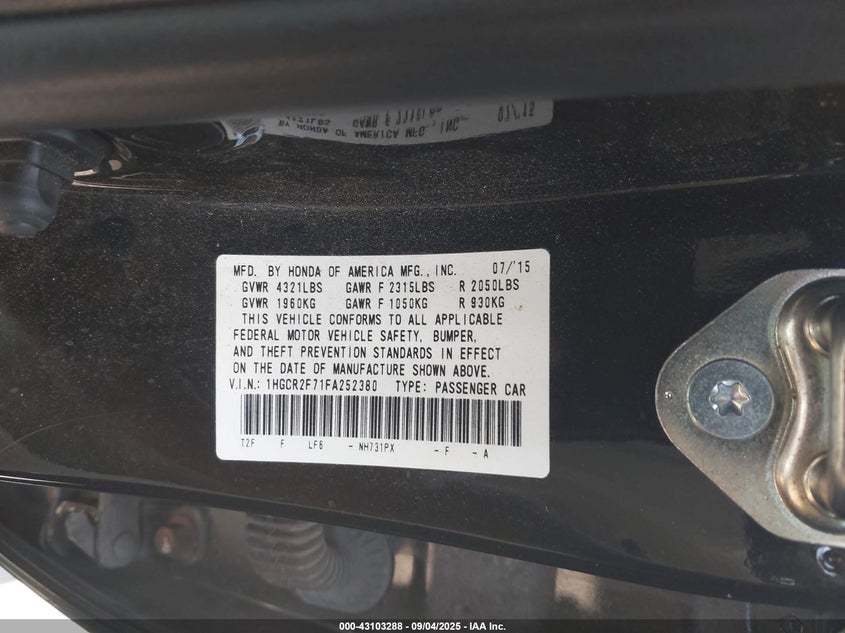 MFD. BY HONDA OF AMERICA MFG., INC. 07/'15
GVWR 4321LBS GAWR F 2315LBS R 2050LBS
GVWR 1960KG GAWR F 1050KG R 930KG
THIS VEHICLE CONFORMS TO ALL APPLICABLE
FEDERAL MOTOR VEHICLE SAFETY, BUMPER,
AND THEFT PREVENTION STANDARDS IN EFFECT
ON THE DATE OF MANUFACTURE SHOWN ABOVE.
V.I.N.: 1HGCR2F71FA252380 TYPE: PASSENGER CAR
T2F F LF6 - NH731PX - F - A
000-43103288 - 09/04/2025 - IAA Inc.